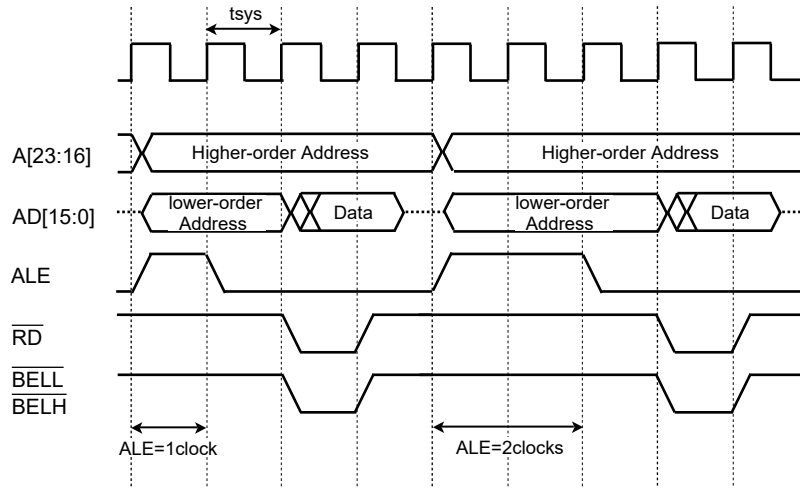 tsys
A[23:16]
Higher-order Address
Higher-order Address
AD[15:0]
lower-order
Address
Data
lower-order
Address
Data
ALE
RD
BELL
BELH
ALE=1clock
ALE=2clocks